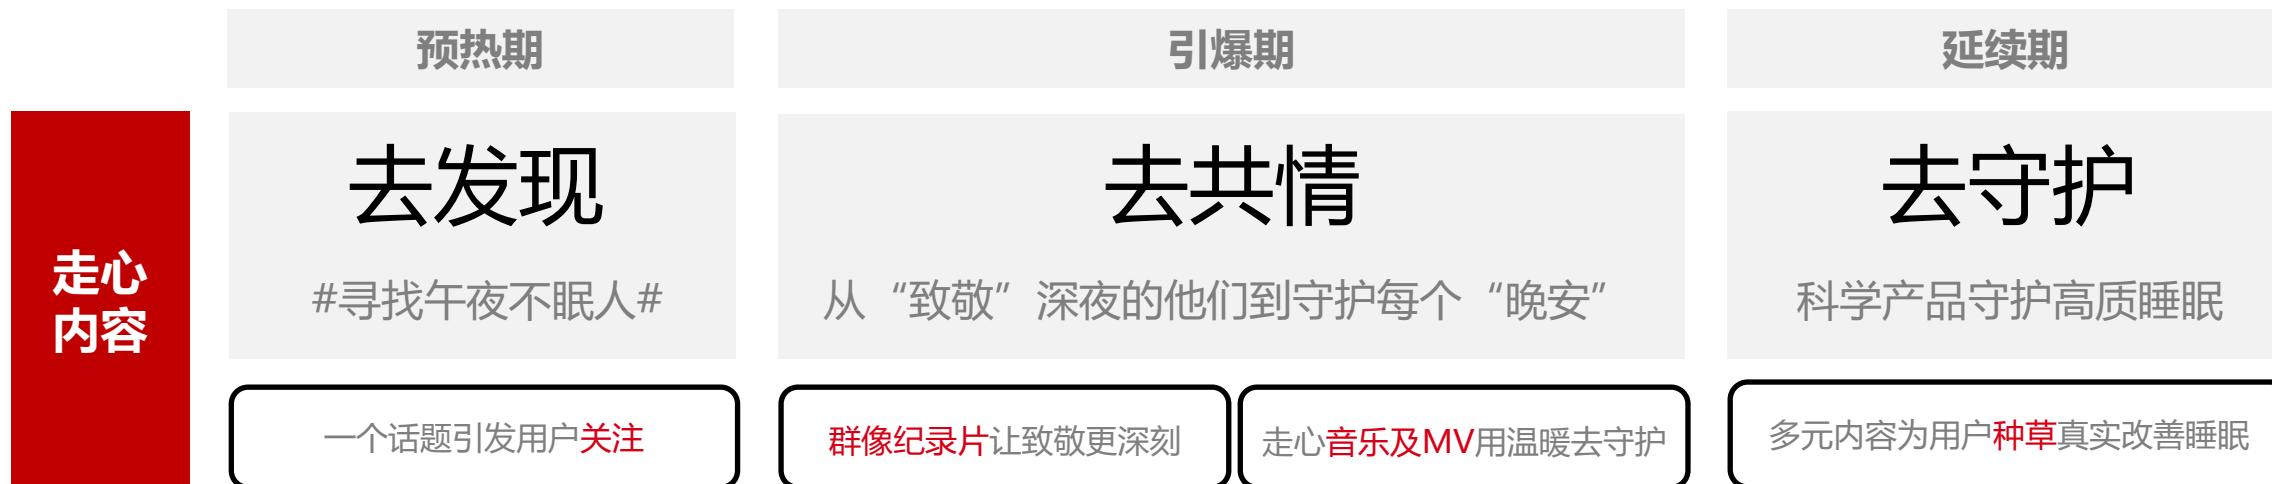 预热期
引爆期
延续期
走心
内容
去发现
#寻找午夜不眠人#
去共情
从“致敬”深夜的他们到守护每个“晚安”
去守护
科学产品守护高质睡眠
一个话题引发用户关注
群像纪录片让致敬更深刻
走心音乐及MV用温暖去守护
多元内容为用户种草真实改善睡眠